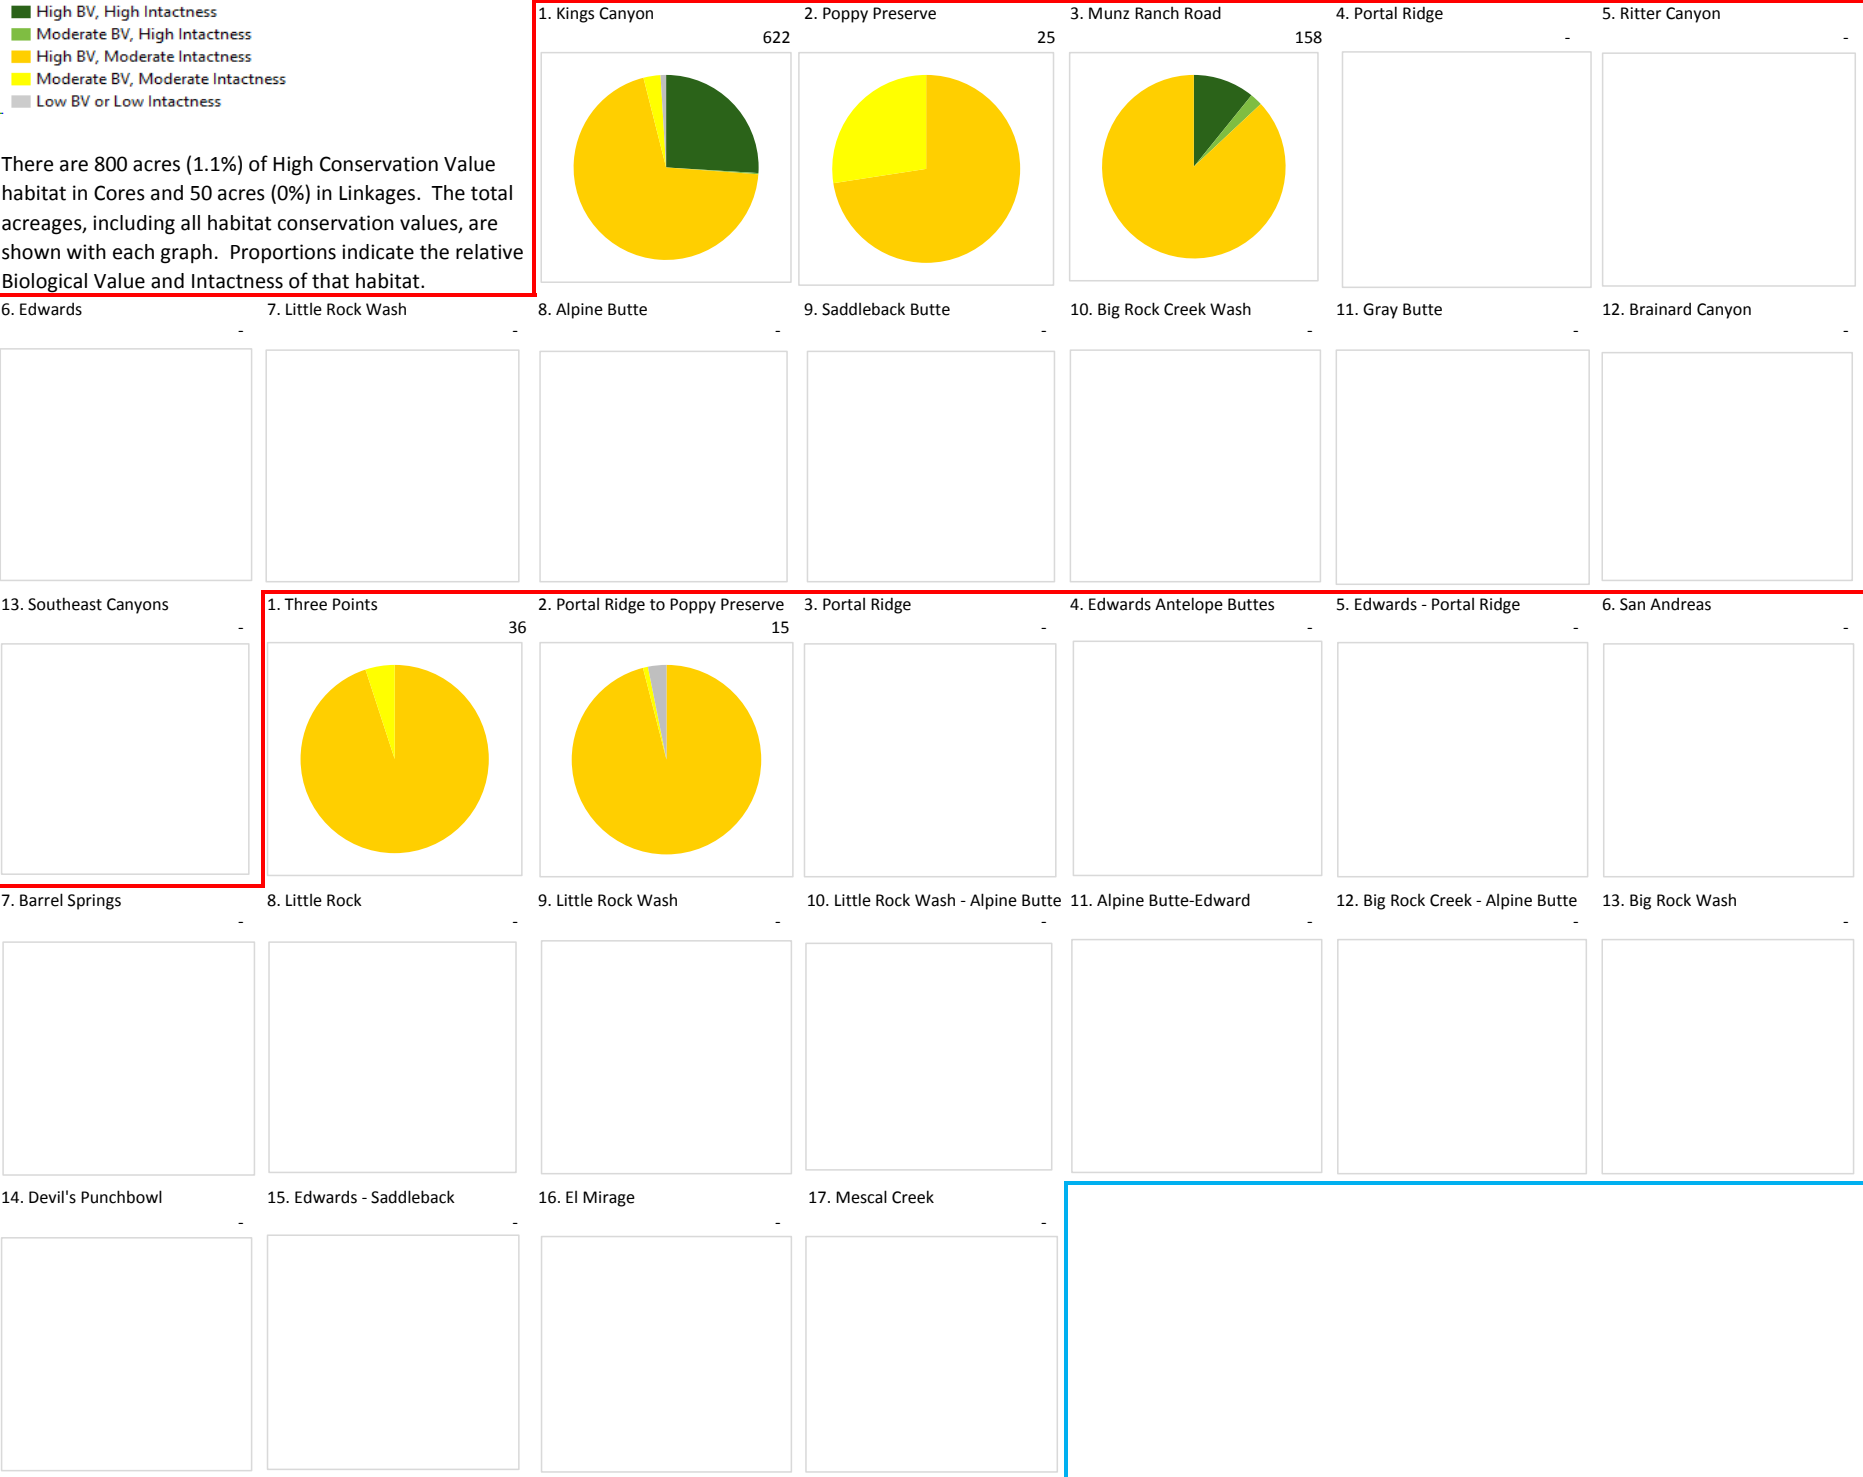 High BV, High Intactness
Moderate BV, High Intactness
High BV, Moderate Intactness
Moderate BV, Moderate Intactness
Low BV or Low Intactness
-
There are 800 acres (1.1%) of High Conservation Value
habitat in Cores and 50 acres (0%) in Linkages.  The total
acreages, including all habitat conservation values, are
shown with each graph.  Proportions indicate the relative
Biological Value and Intactness of that habitat.
1. Kings Canyon
622
2. Poppy Preserve
25
3. Munz Ranch Road
158
4. Portal Ridge
-
5. Ritter Canyon
-
6. Edwards
-
7. Little Rock Wash
-
8. Alpine Butte
-
9. Saddleback Butte
-
10. Big Rock Creek Wash
-
11. Gray Butte
-
12. Brainard Canyon
-
13. Southeast Canyons
-
1. Three Points
36
2. Portal Ridge to Poppy Preserve
15
3. Portal Ridge
-
4. Edwards Antelope Buttes
-
5. Edwards - Portal Ridge
-
6. San Andreas
-
7. Barrel Springs
-
8. Little Rock
-
9. Little Rock Wash
-
10. Little Rock Wash - Alpine Butte
-
11. Alpine Butte-Edward
-
12. Big Rock Creek - Alpine Butte
-
13. Big Rock Wash
-
14. Devil's Punchbowl
-
15. Edwards - Saddleback
-
16. El Mirage
-
17. Mescal Creek
-